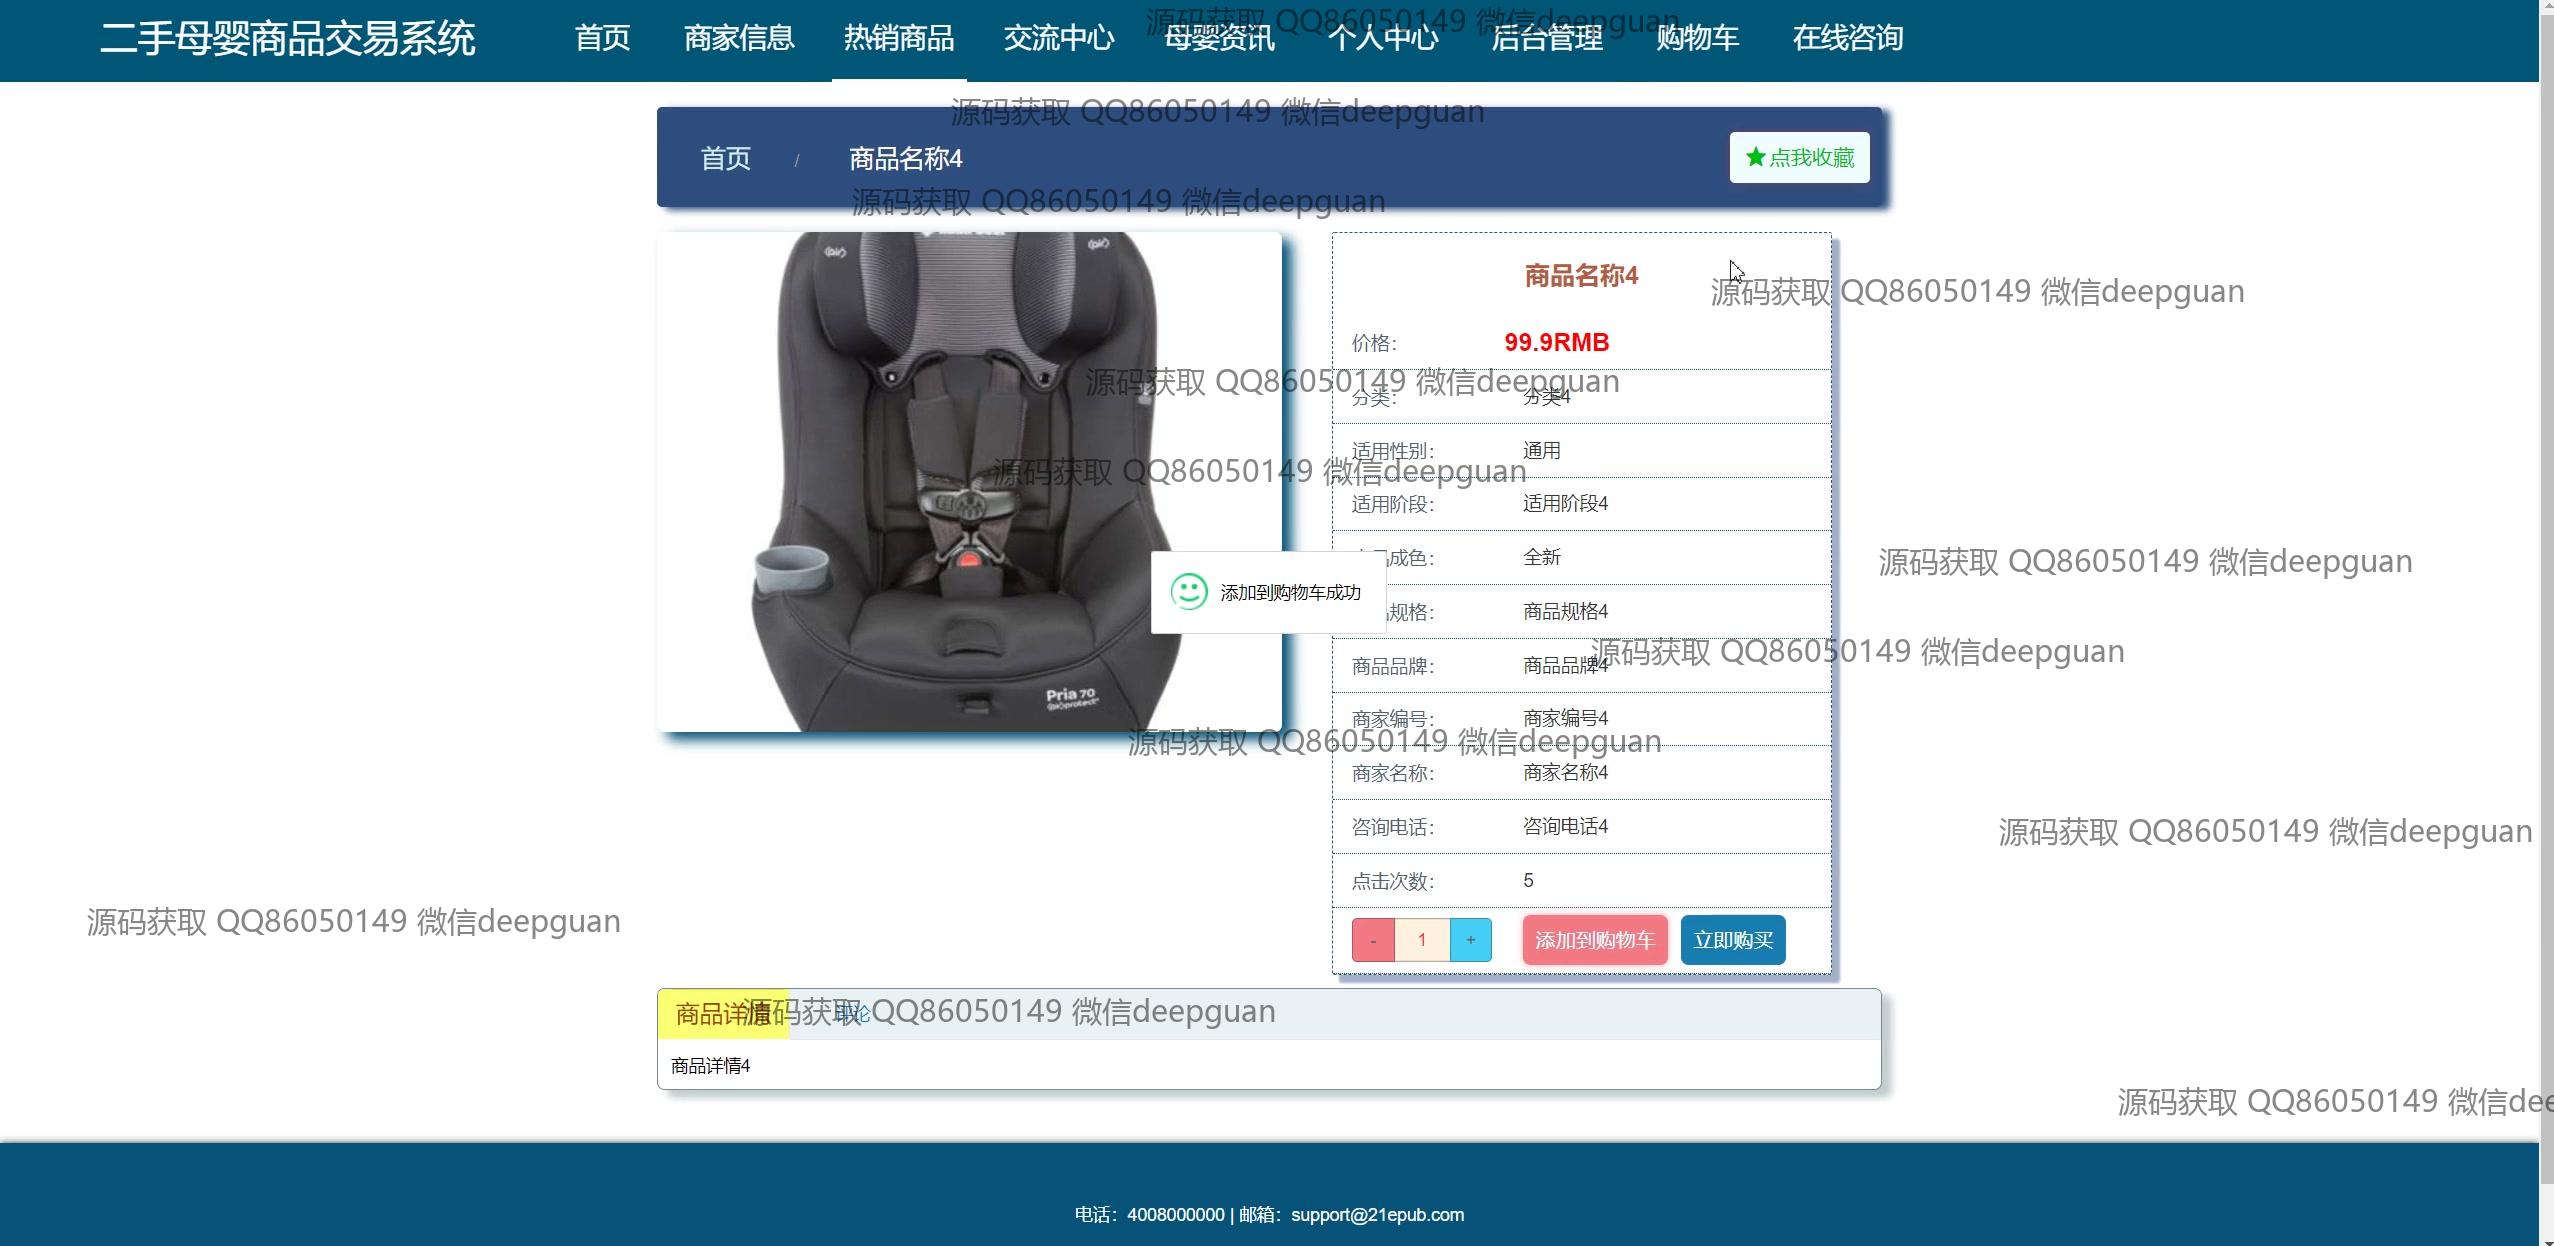 二手母婴商品交易系统 首页 商家信息 热销商品 交流中心 母婴资讯 个人中心 后台管理 购物车 在线咨询
源码获取 QQ86050149 微信deepguan
源码获取 QQ86050149 微信deepguan
首页 / 商品名称4
点我收藏
源码获取 QQ86050149 微信deepguan
商品名称4
源码获取 QQ86050149 微信deepguan
价格: 99.9RMB
源码获取 QQ86050149 微信deepguan
分类: 分类4
适用性别: 通用
源码获取 QQ86050149 微信deepguan
适用阶段: 适用阶段4
成色: 全新
源码获取 QQ86050149 微信deepguan
添加到购物车成功
规格: 商品规格4
源码获取 QQ86050149 微信deepguan
商品品牌: 商品品牌4
Pria 70
商家编号: 商家编号4
源码获取 QQ86050149 微信deepguan
商家名称: 商家名称4
咨询电话: 咨询电话4
源码获取 QQ86050149 微信deepguan
点击次数: 5
源码获取 QQ86050149 微信deepguan
- 1 + 添加到购物车 立即购买
商品详情 评论
源码获取 QQ86050149 微信deepguan
商品详情4
源码获取 QQ86050149 微信dee
电话：4008000000 | 邮箱：support@21epub.com